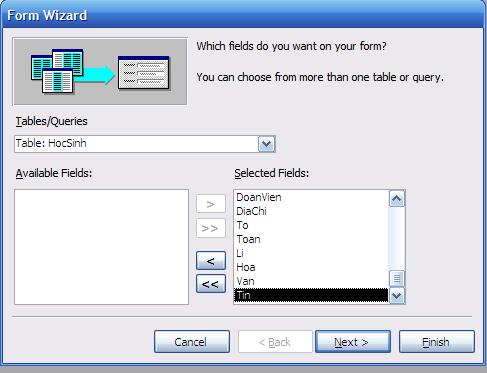 Form Wizard
Which fields do you want on your form?
You can choose from more than one table or query.
Tables/Queries
Table: HocSinh
Available Fields:
Selected Fields:
DoanVien
DiaChi
To
Toan
Li
Hoa
Van
Tin
>
>>
<
<<
Cancel
< Back
Next >
Finish